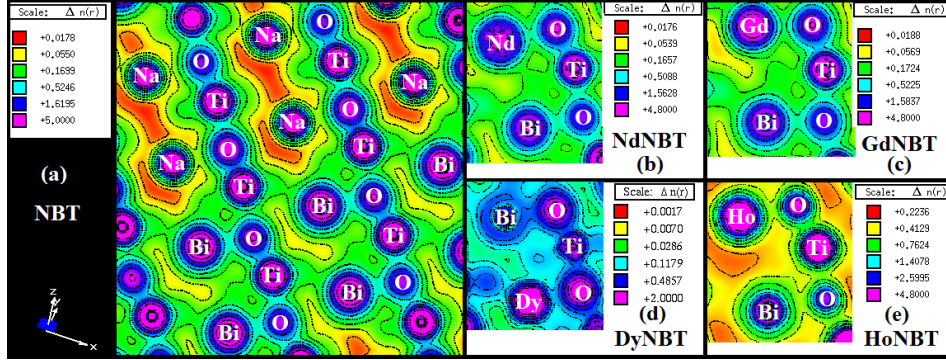 Scale: Δ n(r)
+0.0178
+0.0550
+0.1699
+0.5246
+1.6195
+5.0000
(a)
NBT
z
y
x
Na
O
Na
Na
Ti
O
Na
O
Ti
Na
Ti
Bi
O
Bi
Ti
Bi
O
Ti
Bi
O
Bi
O
Nd
O
Ti
Bi
O
Scale: Δ n(r)
+0.0176
+0.0539
+0.1657
+0.5088
+1.5628
+4.8000
NdNBT
(b)
Gd
O
Ti
Bi
O
Scale: Δ n(r)
+0.0188
+0.0569
+0.1724
+0.5225
+1.5837
+4.8000
GdNBT
(c)
Bi
O
Ti
Dy
O
Scale: Δ n(r)
+0.0017
+0.0070
+0.0286
+0.1179
+0.4857
+2.0000
(d)
DyNBT
Ho
O
Ti
Bi
O
Scale: Δ n(r)
+0.2236
+0.4129
+0.7624
+1.4078
+2.5995
+4.8000
(e)
HoNBT